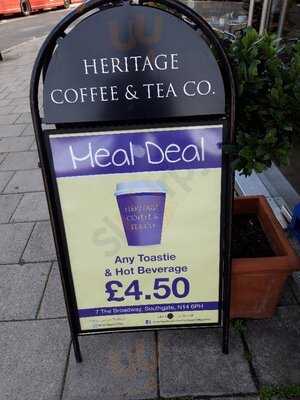 HERITAGE
COFFEE & TEA CO.
Meal Deal
HERITAGE
COFFEE &
TEA CO
Any Toastie
& Hot Beverage
£4.50
7 The Broadway, Southgate, N14 6PH